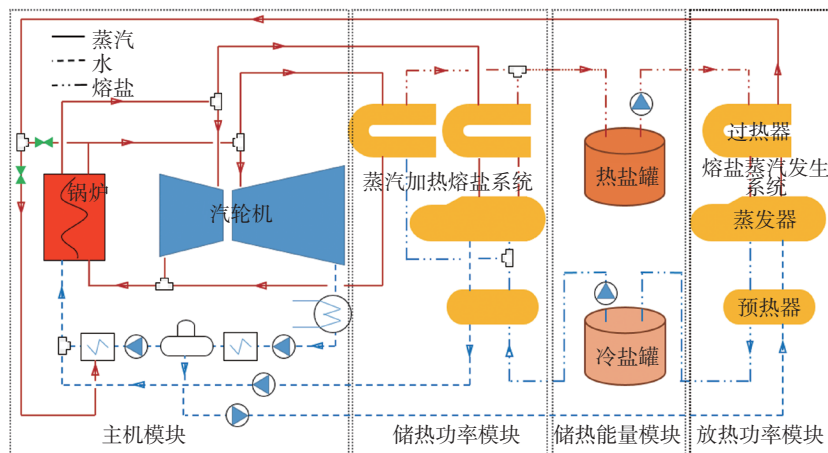 蒸汽
水
熔盐
锅炉
汽轮机
蒸汽加热熔盐系统
热盐罐
冷盐罐
过热器
熔盐蒸汽发生
系统
蒸发器
预热器
主机模块
储热功率模块
储热能量模块
放热功率模块